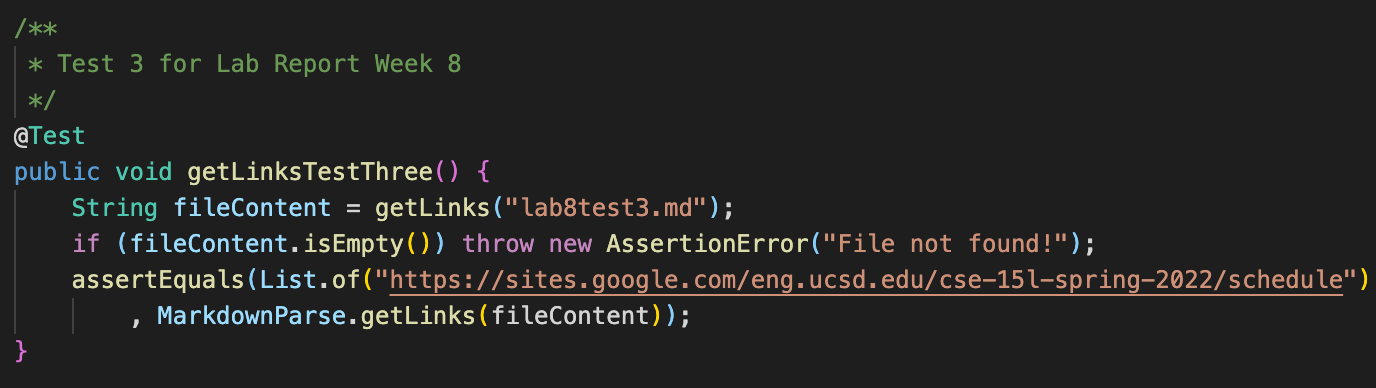 /**
 * Test 3 for Lab Report Week 8
 */
@Test
public void getLinksTestThree() {
    String fileContent = getLinks("lab8test3.md");
    if (fileContent.isEmpty()) throw new AssertionError("File not found!");
    assertEquals(List.of("https://sites.google.com/eng.ucsd.edu/cse-15l-spring-2022/schedule")
        , MarkdownParse.getLinks(fileContent));
}